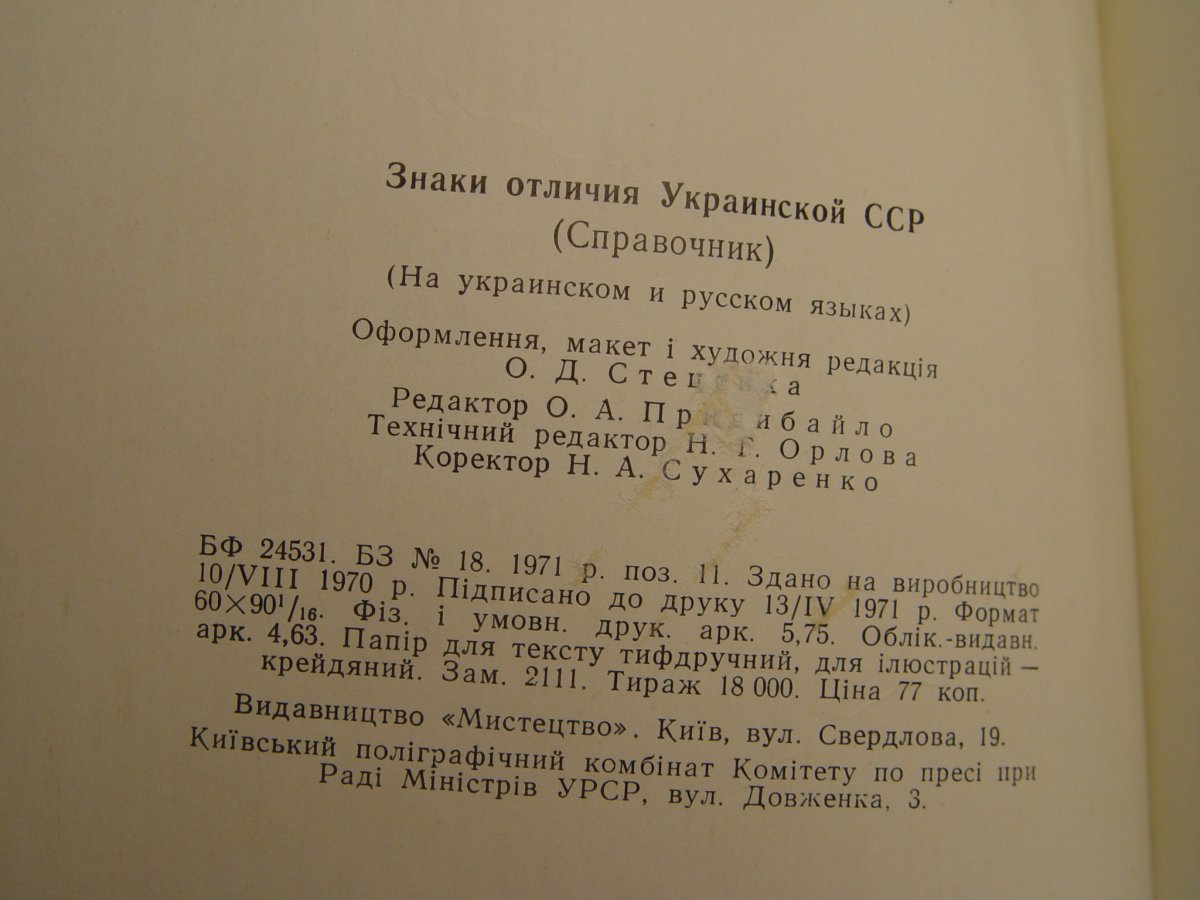 Знаки отличия Украинской ССР
(Справочник)
(На украинском и русском языках)
Оформлення, макет і художня редакція
О. Д.
Редактор О. А.
Технічний редактор Н. Г. Орлова
Коректор Н. А. Сухаренко
БФ 24531. БЗ № 18. 1971 р. поз. 11. Здано на виробництво
10/VIII 1970 р. Підписано до друку 13/IV 1971 р. Формат
60×90¹/₁₆. Фіз. і умовн. друк. арк. 5,75. Облік.-видавн.
арк. 4,63. Папір для тексту тифдручний, для ілюстрацій —
крейдяний. Зам. 2111. Тираж 18 000. Ціна 77 коп.
Видавництво «Мистецтво». Київ, вул. Свердлова, 19.
Київський поліграфічний комбінат Комітету по пресі при
Раді Міністрів УРСР, вул. Довженка, 3.